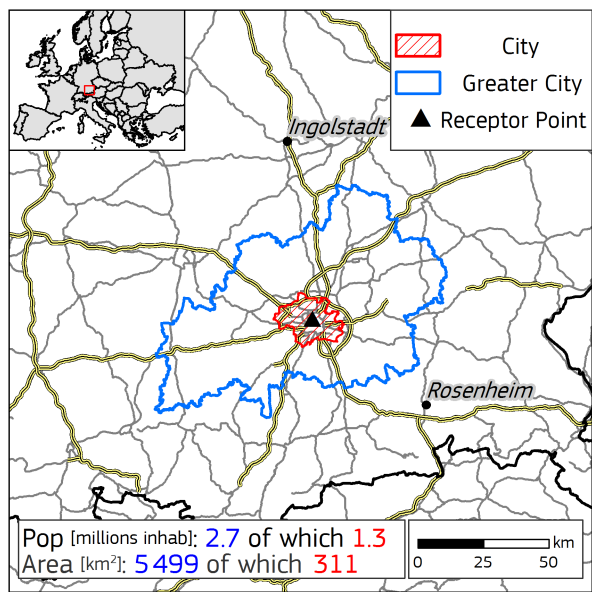 City
Greater City
Receptor Point
Ingolstadt
Rosenheim
Pop [millions inhab]: 2.7 of which 1.3
Area [km²]: 5 499 of which 311
km
0 25 50